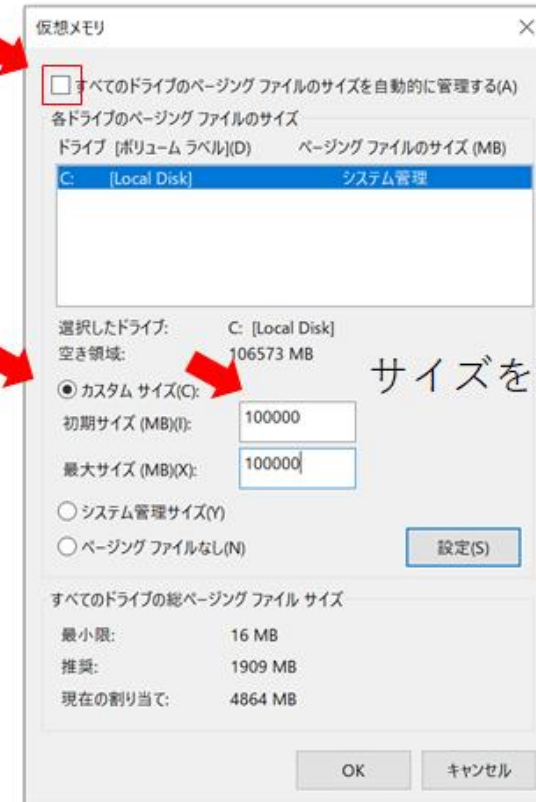 仮想メモリ
すべてのドライブのページング ファイルのサイズを自動的に管理する(A)
各ドライブのページング ファイルのサイズ
ドライブ [ボリューム ラベル](D) ページング ファイルのサイズ (MB)
C: [Local Disk] システム管理
選択したドライブ: C: [Local Disk]
空き領域: 106573 MB
サイズを
カスタム サイズ(C):
初期サイズ (MB)(I): 100000
最大サイズ (MB)(X): 100000
システム管理サイズ(Y)
ページング ファイルなし(N) 設定(S)
すべてのドライブの総ページング ファイル サイズ
最小限: 16 MB
推奨: 1909 MB
現在の割り当て: 4864 MB
OK キャンセル